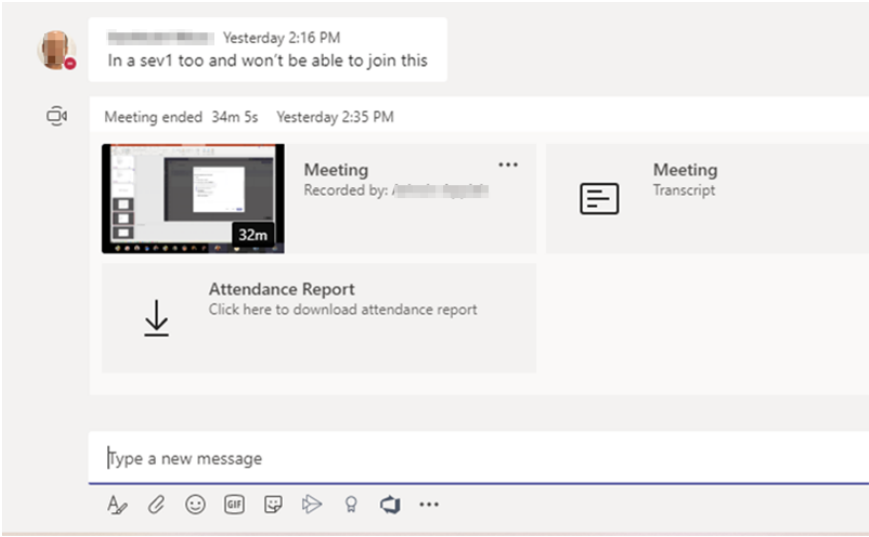 Yesterday 2:16 PM
In a sev1 too and won't be able to join this
Meeting ended 34m 5s Yesterday 2:35 PM
Meeting
Recorded by:
32m
Meeting
Transcript
Attendance Report
Click here to download attendance report
Type a new message
GIF